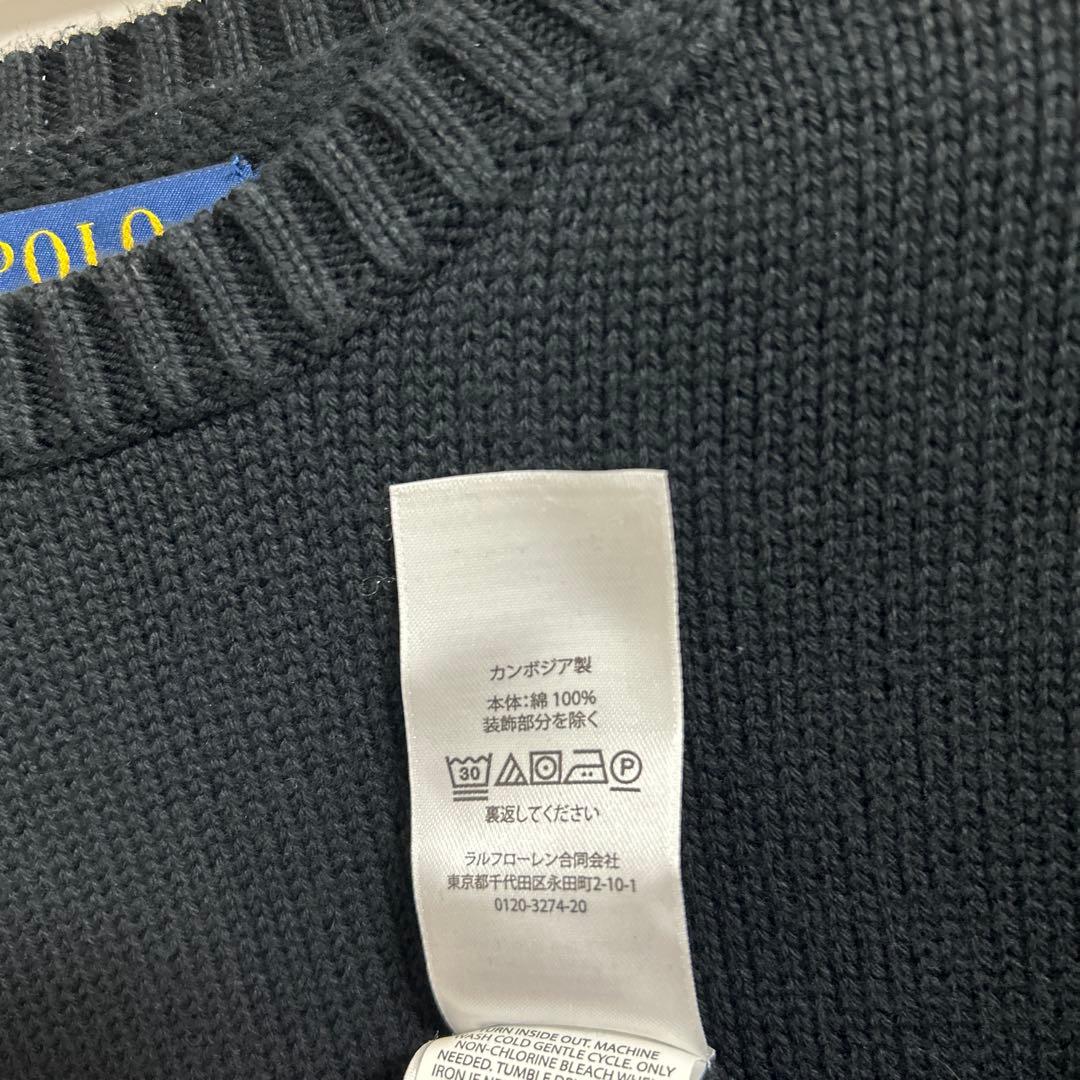 POLO
カンボジア製
本体:綿 100%
装飾部分を除く
30 P
裏返してください
ラルフローレン合同会社
東京都千代田区永田町2-10-1
0120-3274-20
TURN INSIDE OUT. MACHINE
WASH COLD GENTLE CYCLE. ONLY
NON-CHLORINE BLEACH WHEN
NEEDED. TUMBLE
IRON IF